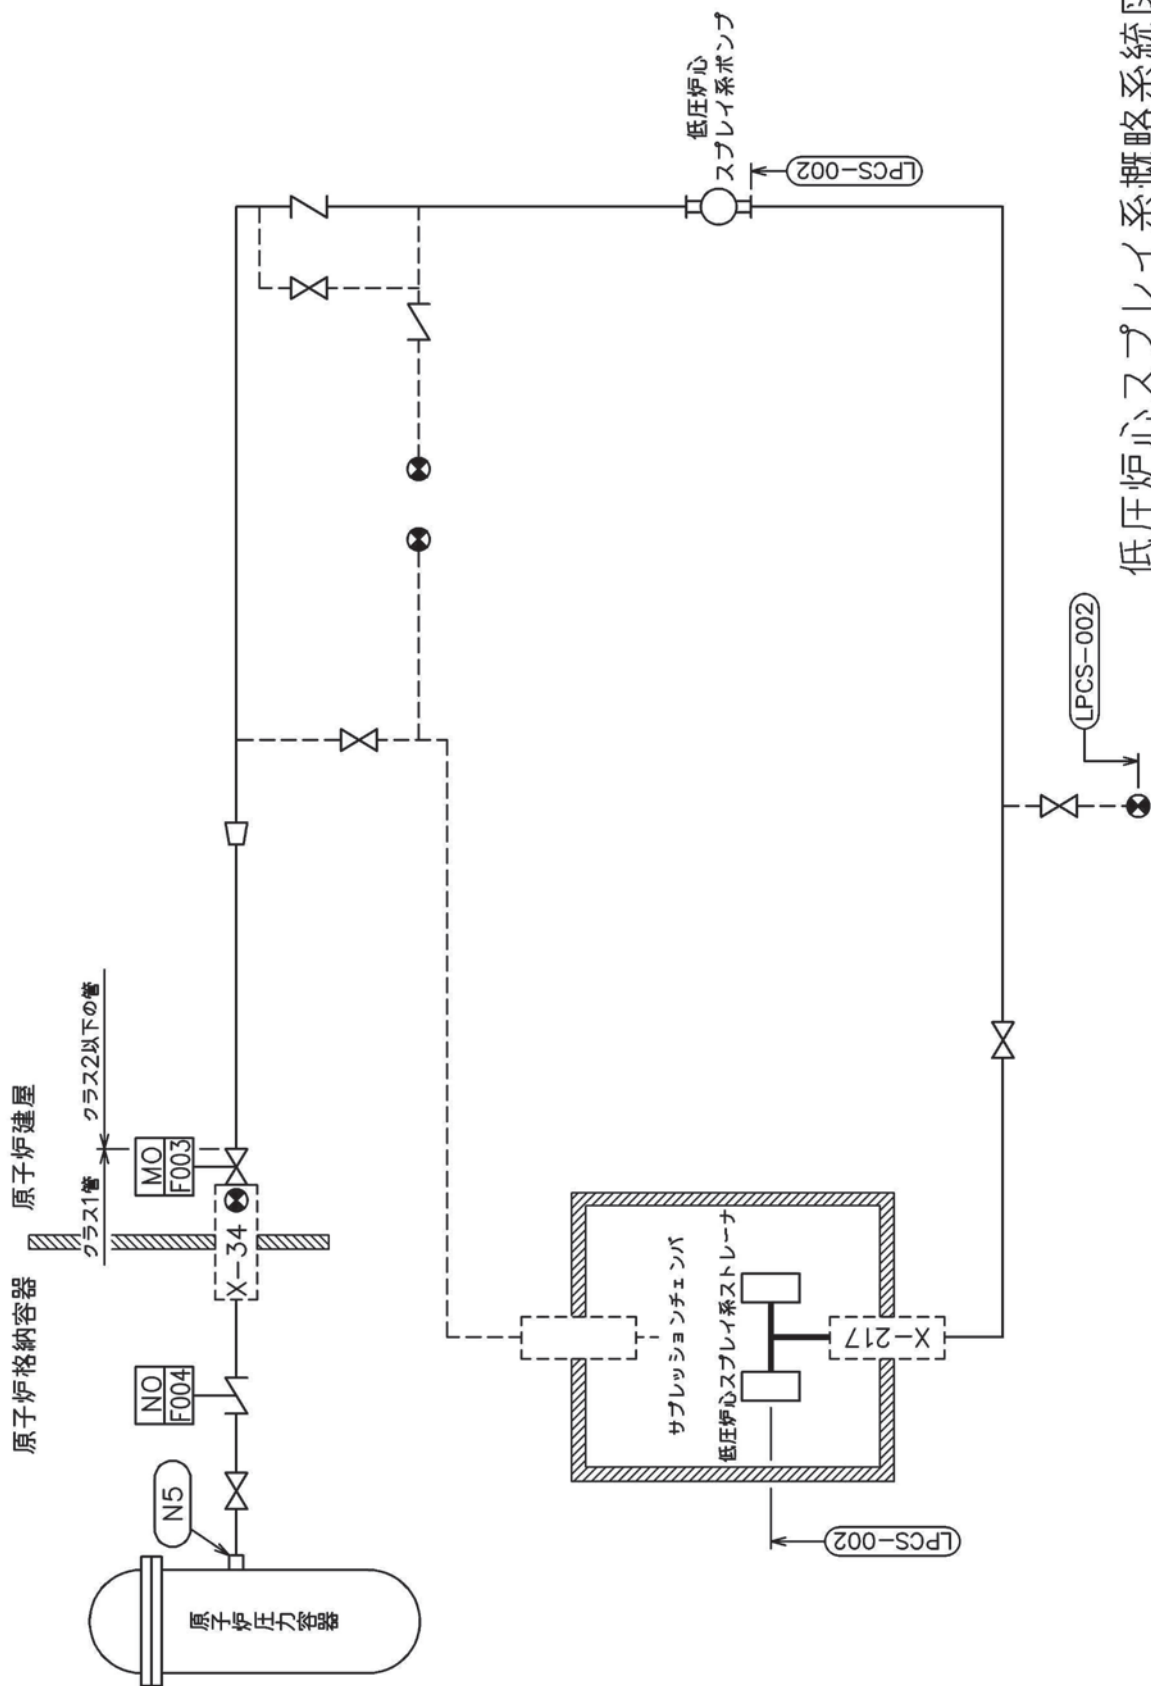 原子炉格納容器
原子炉建屋
クラス1管
クラス2以下の管
N5
NO
F004
MO
F003
X-34
原子炉圧力容器
低圧炉心
スプレイ系ポンプ
LPCS-002
サプレッションチェンバ
低圧炉心スプレイ系ストレーナ
X-217
LPCS-002
LPCS-002
低圧炉心スプレイ系概略系統